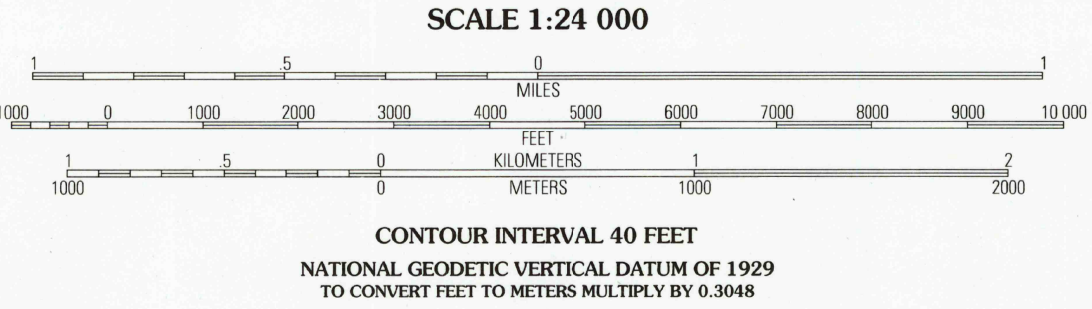 SCALE 1:24 000
1 .5 0 1
MILES
1000 0 1000 2000 3000 4000 5000 6000 7000 8000 9000 10 000
FEET
1 .5 0 KILOMETERS 1 2
1000 0 METERS 1000 2000
CONTOUR INTERVAL 40 FEET
NATIONAL GEODETIC VERTICAL DATUM OF 1929
TO CONVERT FEET TO METERS MULTIPLY BY 0.3048